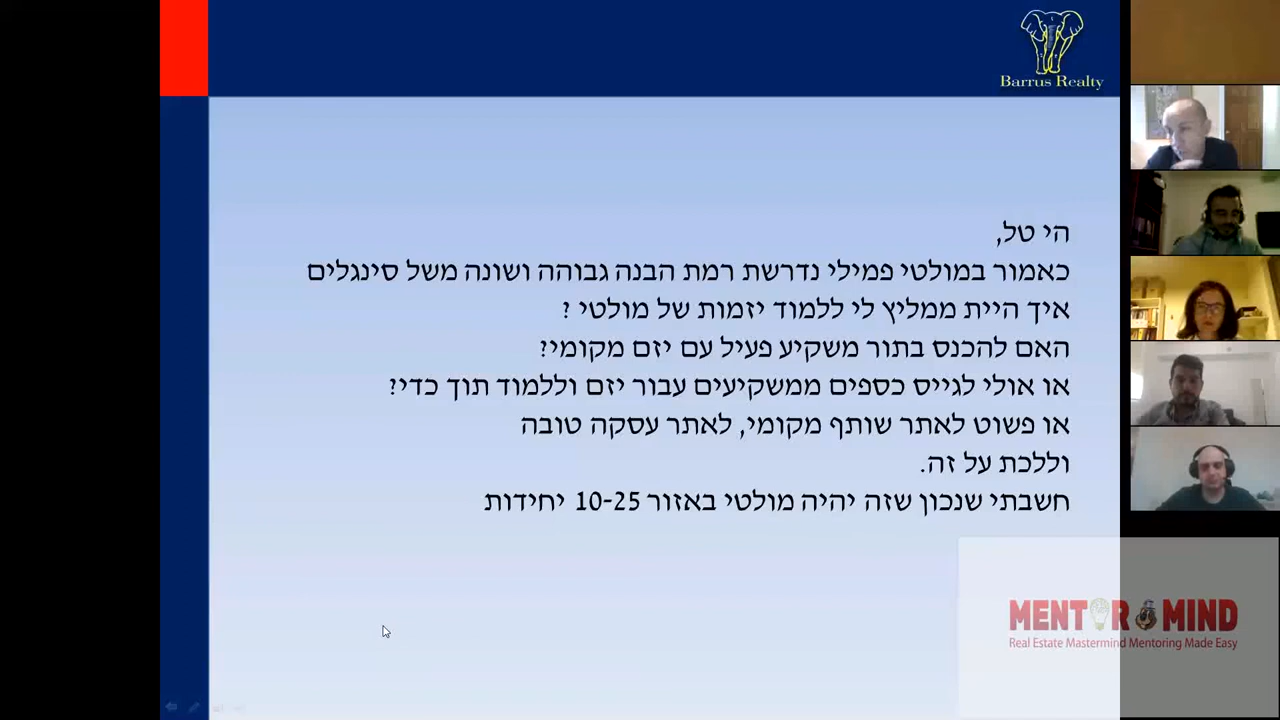 Barrus Realty
הי טל,
כאמור במולטי פמילי נדרשת רמת הבנה גבוהה ושונה משל סינגלים
איך היית ממליץ לי ללמוד יזמות של מולטי ?
האם להכנס בתור משקיע פעיל עם יזם מקומי?
או אולי לגייס כספים ממשקיעים עבור יזם וללמוד תוך כדי?
או פשוט לאתר שותף מקומי, לאתר עסקה טובה
וללכת על זה.
חשבתי שנכון שזה יהיה מולטי באזור 10-25 יחידות
MENTOR MIND
Real Estate Mastermind Mentoring Made Easy